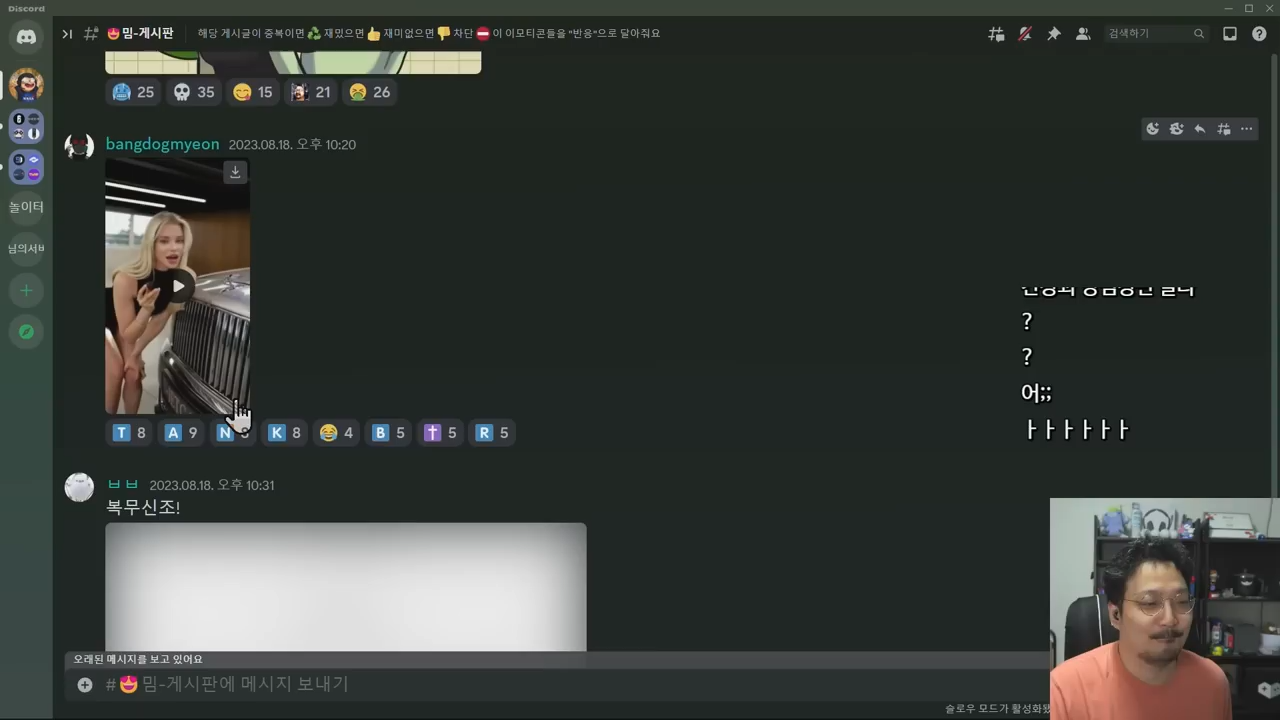 Discord
밈-게시판
해당 게시글이 중복이면 ♻️ 재밌으면 👍 재미없으면 👎 차단 ⛔ 이 이모티콘들을 "반응"으로 달아줘요
검색하기
25 35 15 21 26
bangdogmyeon 2023.08.18. 오후 10:20
놀이터
님의서버
?
?
어;;
ㅏㅏㅏㅏㅏㅏ
T 8 A 9 N K 8 4 B 5 5 R 5
ㅂㅂ 2023.08.18. 오후 10:31
복무신조!
오래된 메시지를 보고 있어요
#😍밈-게시판에 메시지 보내기
슬로우 모드가 활성화